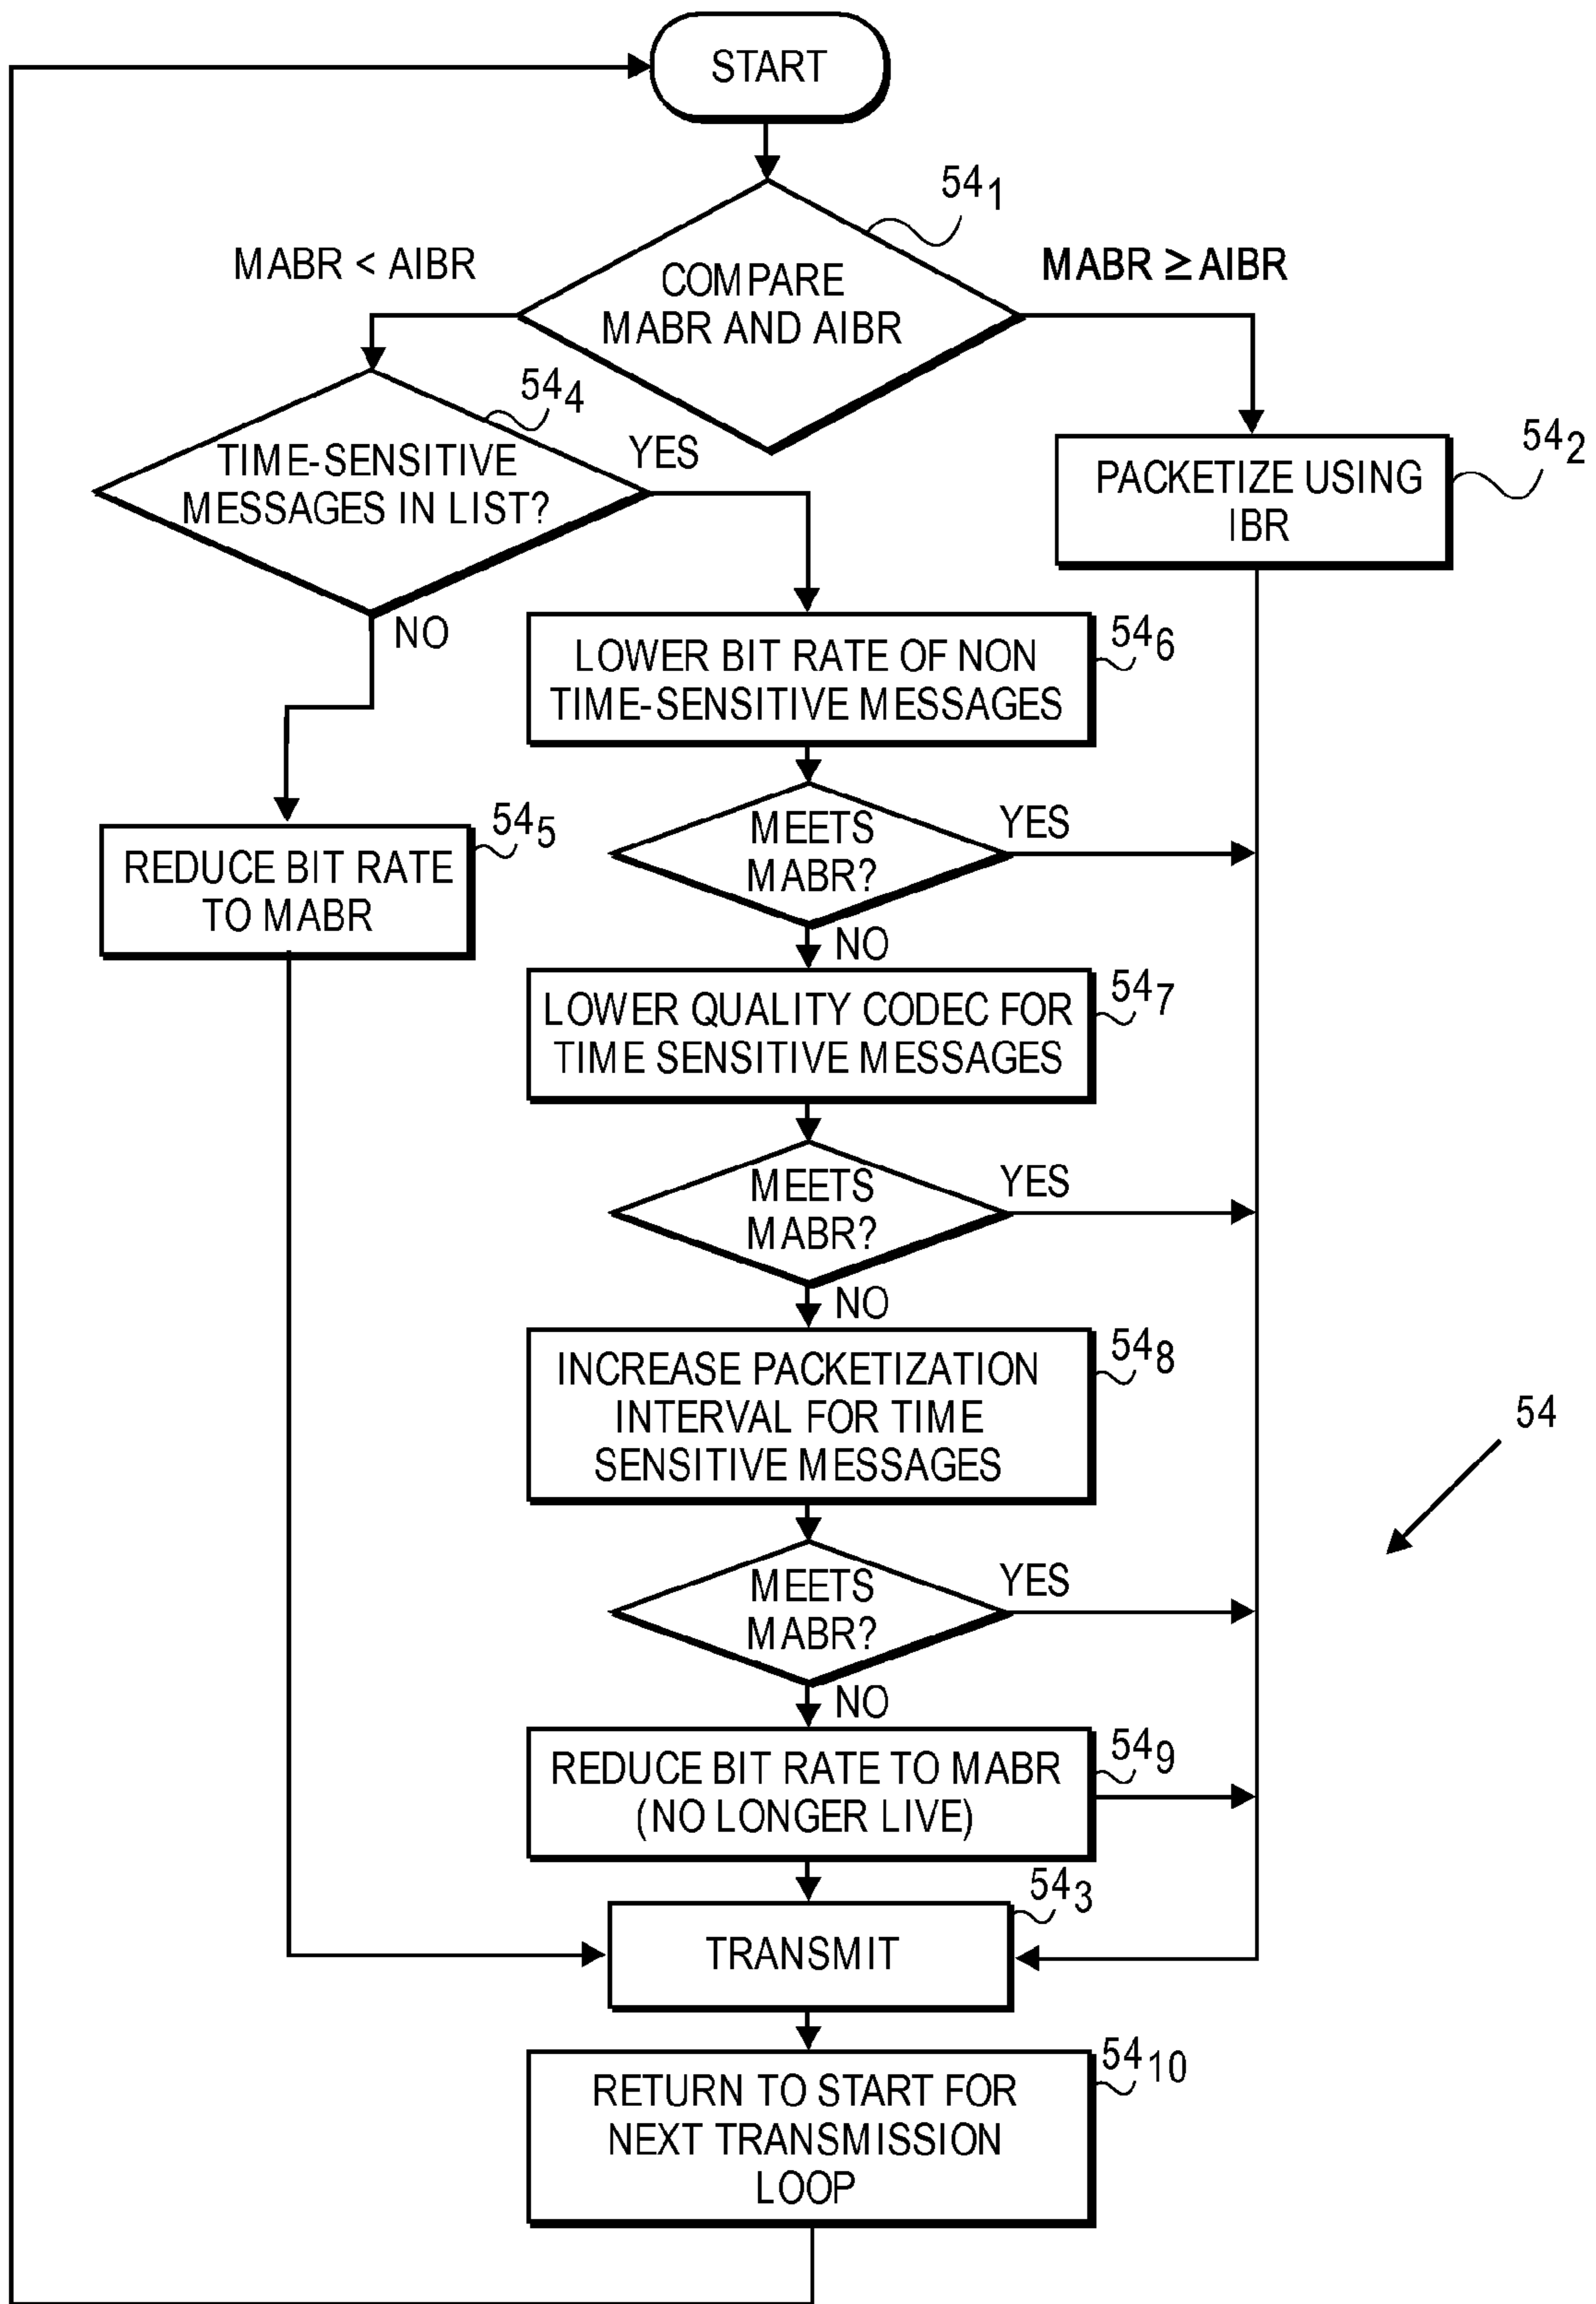 START
54₁
MABR < AIBR
MABR ≥ AIBR
COMPARE
MABR AND AIBR
54₄
TIME-SENSITIVE
MESSAGES IN LIST?
YES
NO
54₂
PACKETIZE USING
IBR
54₆
LOWER BIT RATE OF NON
TIME-SENSITIVE MESSAGES
54₅
REDUCE BIT RATE
TO MABR
MEETS
MABR?
YES
NO
54₇
LOWER QUALITY CODEC FOR
TIME SENSITIVE MESSAGES
MEETS
MABR?
YES
NO
54₈
INCREASE PACKETIZATION
INTERVAL FOR TIME
SENSITIVE MESSAGES
54
MEETS
MABR?
YES
NO
54₉
REDUCE BIT RATE TO MABR
(NO LONGER LIVE)
54₃
TRANSMIT
54₁₀
RETURN TO START FOR
NEXT TRANSMISSION
LOOP